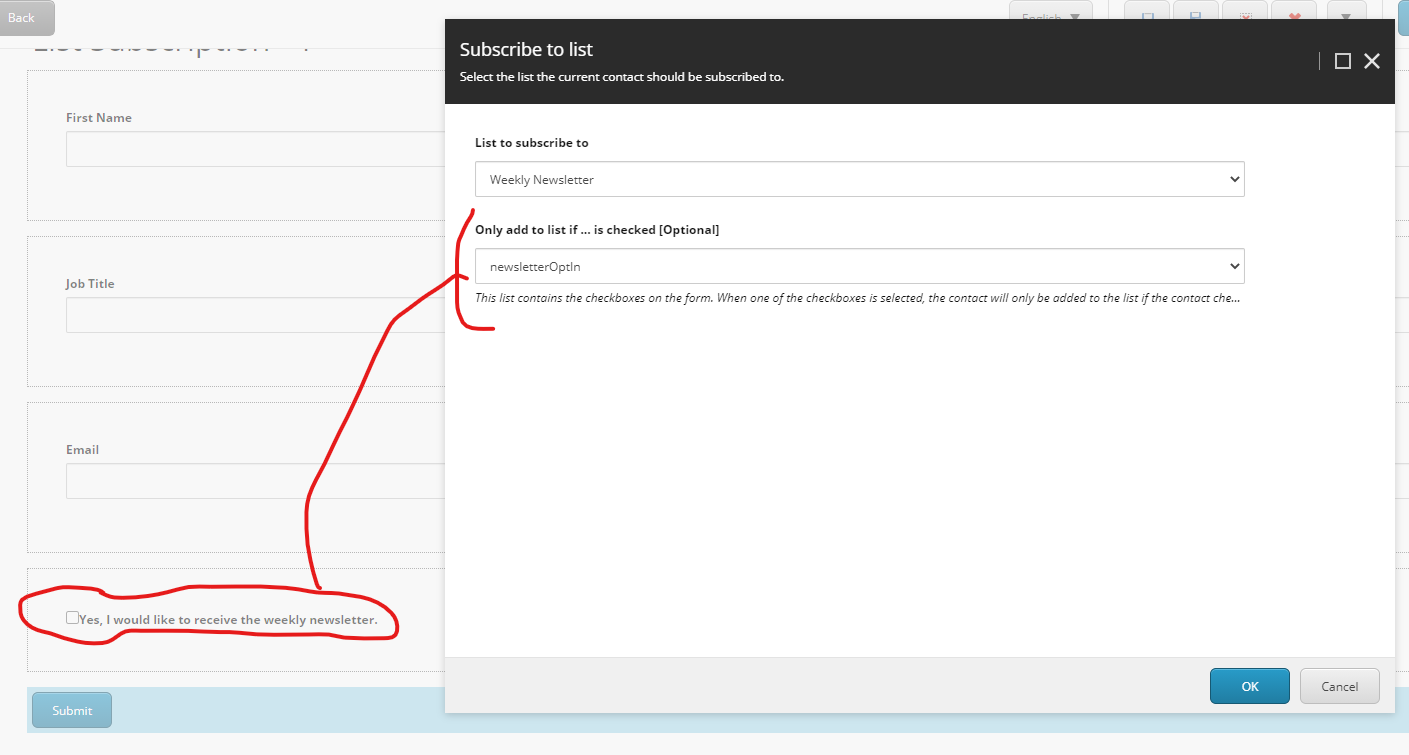 Back
English
Subscribe to list
Select the list the current contact should be subscribed to.
First Name
List to subscribe to
Weekly Newsletter
Only add to list if ... is checked [Optional]
newsletterOptIn
This list contains the checkboxes on the form. When one of the checkboxes is selected, the contact will only be added to the list if the contact che...
Job Title
Email
Yes, I would like to receive the weekly newsletter.
Submit
OK
Cancel